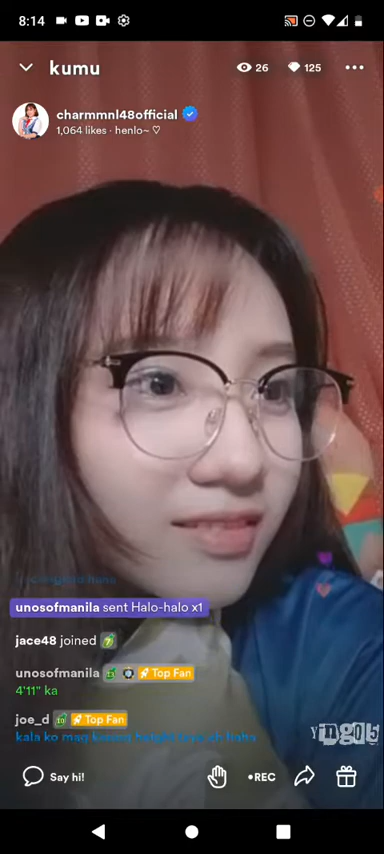 8:14
kumu
26
125
charmmnl48official
1,064 likes · henlo~ ♡
unosofmanila sent Halo-halo x1
jace48 joined
unosofmanila Top Fan
4'11" ka
joe_d Top Fan
kala ko mag
Say hi!
•REC